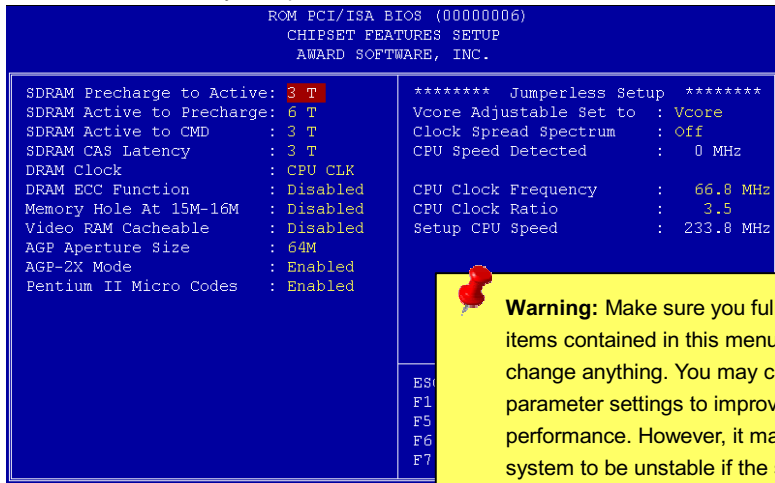 ROM PCI/ISA BIOS (00000006)
CHIPSET FEATURES SETUP
AWARD SOFTWARE, INC.
SDRAM Precharge to Active: 3 T
SDRAM Active to Precharge: 6 T
SDRAM Active to CMD : 3 T
SDRAM CAS Latency : 3 T
DRAM Clock : CPU CLK
DRAM ECC Function : Disabled
Memory Hole At 15M-16M : Disabled
Video RAM Cacheable : Disabled
AGP Aperture Size : 64M
AGP-2X Mode : Enabled
Pentium II Micro Codes : Enabled
******** Jumperless Setup ********
Vcore Adjustable Set to : Vcore
Clock Spread Spectrum : Off
CPU Speed Detected : 0 MHz
CPU Clock Frequency : 66.8 MHz
CPU Clock Ratio : 3.5
Setup CPU Speed : 233.8 MHz
ES
F1
F5
F6
F7
Warning: Make sure you ful
items contained in this menu
change anything. You may c
parameter settings to improv
performance. However, it ma
system to be unstable if the